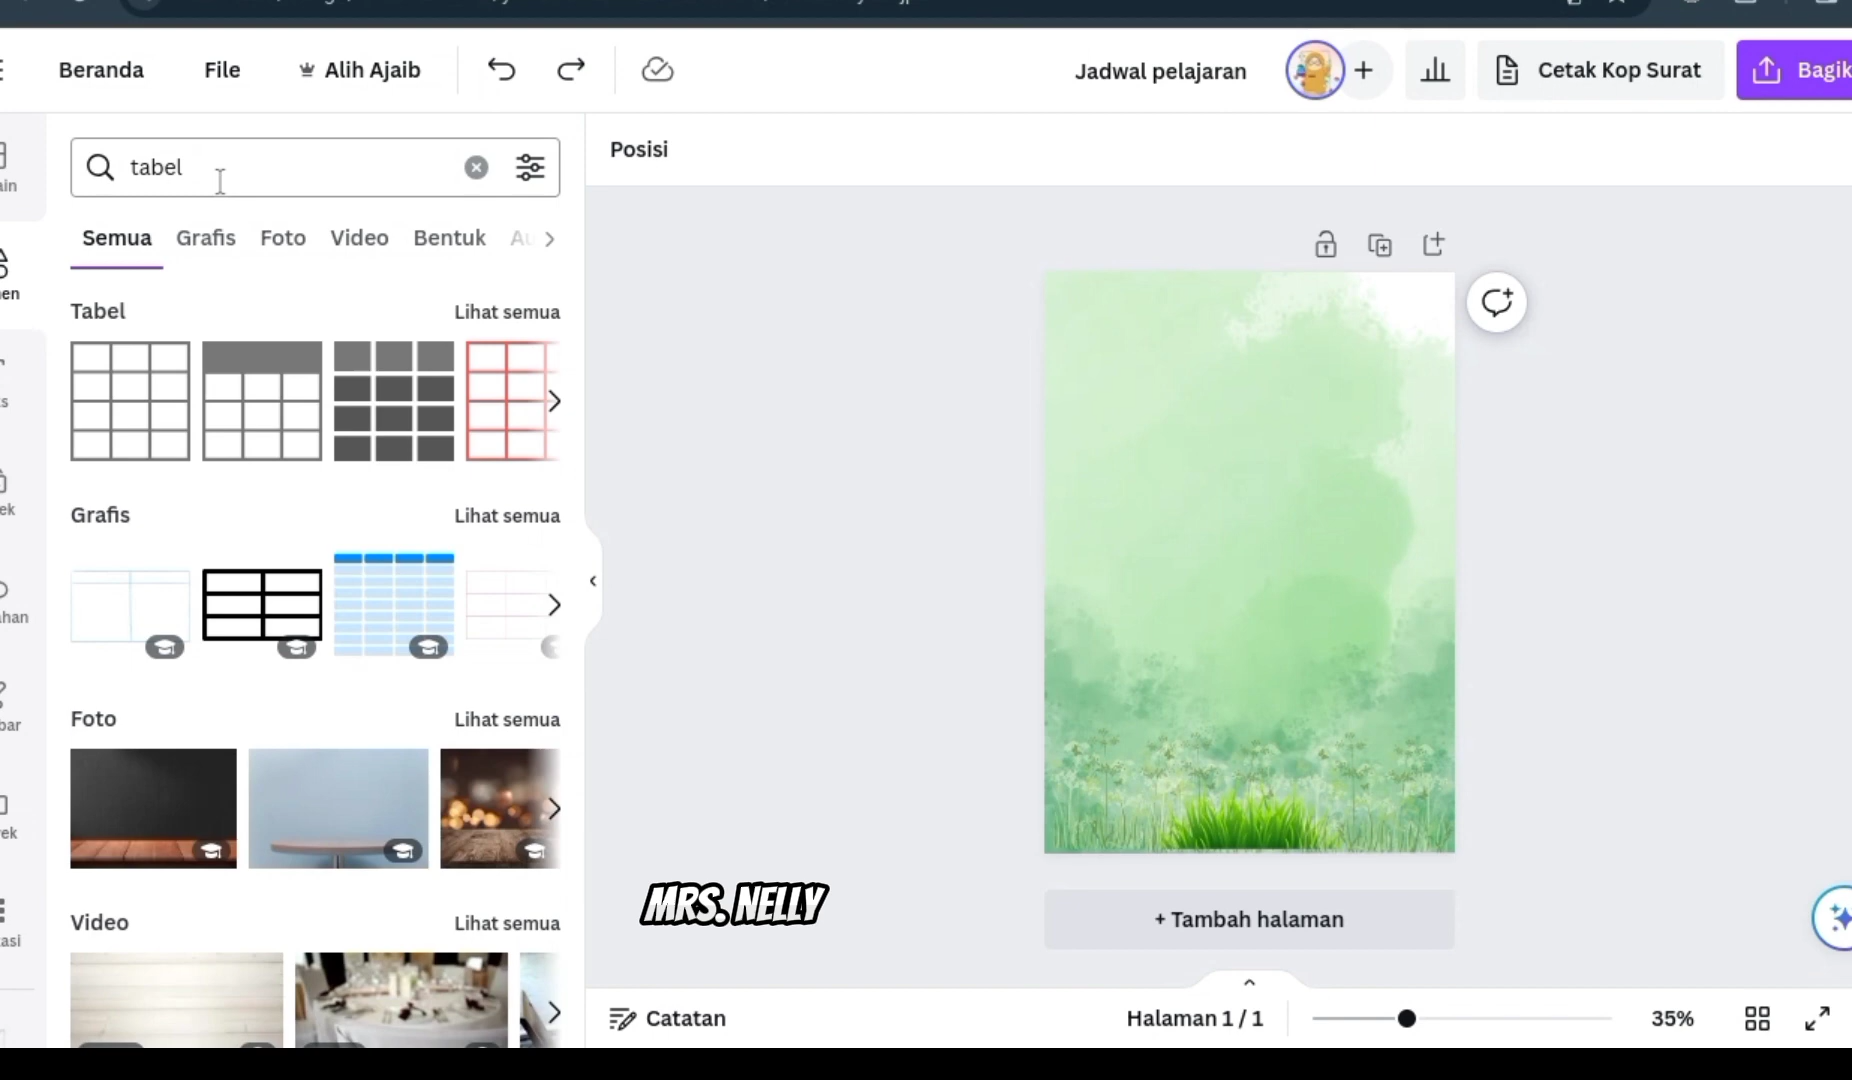 Beranda
File
Alih Ajaib
Jadwal pelajaran
Cetak Kop Surat
tabel
Posisi
Semua
Grafis
Foto
Video
Bentuk
Tabel
Lihat semua
Grafis
Lihat semua
Foto
Lihat semua
MRS. NELLY
+ Tambah halaman
Video
Lihat semua
Catatan
Halaman 1 / 1
35%